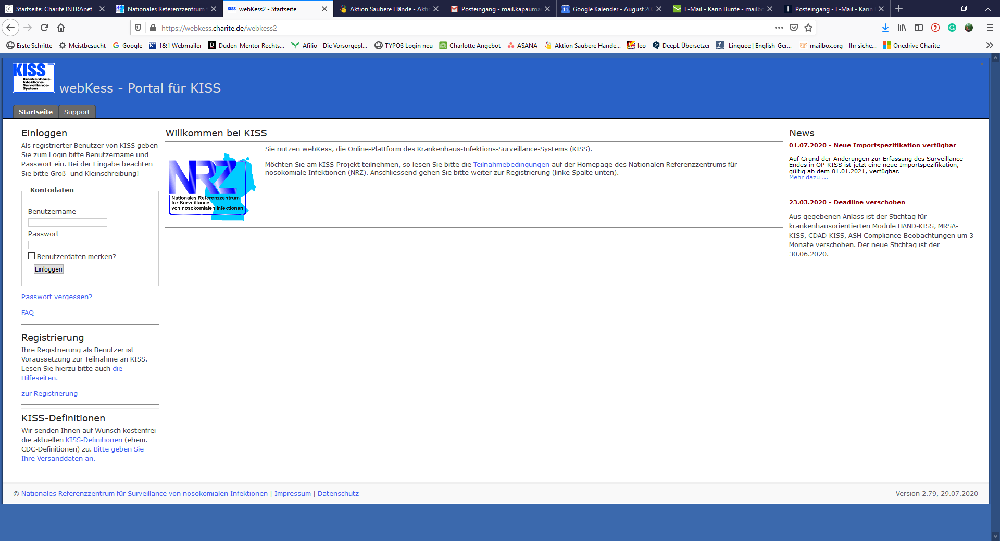 Startseite: Charité INTRAnet
Nationales Referenzzentrum
webKess2 - Startseite
Aktion Saubere Hände - Akti
Posteingang - mail.kapauma
Google Kalender - August 20
E-Mail - Karin Bunte - mailbo
Posteingang - E-Mail - Karin
https://webkess.charite.de/webkess2
Erste Schritte
Meistbesucht
Google
1&1 Webmailer
Duden-Mentor Rechts...
Afilio - Die Vorsorgepl...
TYPO3 Login neu
Charlotte Angebot
ASANA
Aktion Saubere Hände...
leo
DeepL Übersetzer
Linguee | English-Ger...
mailbox.org – Ihr siche...
Onedrive Charite
KISS
Krankenhaus-
Infektions-
Surveillance-
System
webKess - Portal für KISS
Startseite
Support
Einloggen
Als registrierter Benutzer von KISS geben
Sie zum Login bitte Benutzername und
Passwort ein. Bei der Eingabe beachten
Sie bitte Groß- und Kleinschreibung!
Kontodaten
Benutzername
Passwort
Benutzerdaten merken?
Einloggen
Passwort vergessen?
FAQ
Registrierung
Ihre Registrierung als Benutzer ist
Voraussetzung zur Teilnahme an KISS.
Lesen Sie hierzu bitte auch die
Hilfeseiten.
zur Registrierung
KISS-Definitionen
Wir senden Ihnen auf Wunsch kostenfrei
die aktuellen KISS-Definitionen (ehem.
CDC-Definitionen) zu. Bitte geben Sie
Ihre Versanddaten an.
Willkommen bei KISS
NRZ
Nationales Referenzzentrum
für Surveillance
von nosokomialen Infektionen
Sie nutzen webKess, die Online-Plattform des Krankenhaus-Infektions-Surveillance-Systems (KISS).
Möchten Sie am KISS-Projekt teilnehmen, so lesen Sie bitte die Teilnahmebedingungen auf der Homepage des Nationalen Referenzzentrums für
nosokomiale Infektionen (NRZ). Anschliessend gehen Sie bitte weiter zur Registrierung (linke Spalte unten).
News
01.07.2020 - Neue Importspezifikation verfügbar
Auf Grund der Änderungen zur Erfassung des Surveillance-
Endes in OP-KISS ist jetzt eine neue Importspezifikation,
gültig ab dem 01.01.2021, verfügbar.
Mehr dazu ...
23.03.2020 - Deadline verschoben
Aus gegebenen Anlass ist der Stichtag für
krankenhausorientierten Module HAND-KISS, MRSA-
KISS, CDAD-KISS, ASH Compliance-Beobachtungen um 3
Monate verschoben. Der neue Stichtag ist der
30.06.2020.
© Nationales Referenzzentrum für Surveillance von nosokomialen Infektionen | Impressum | Datenschutz
Version 2.79, 29.07.2020